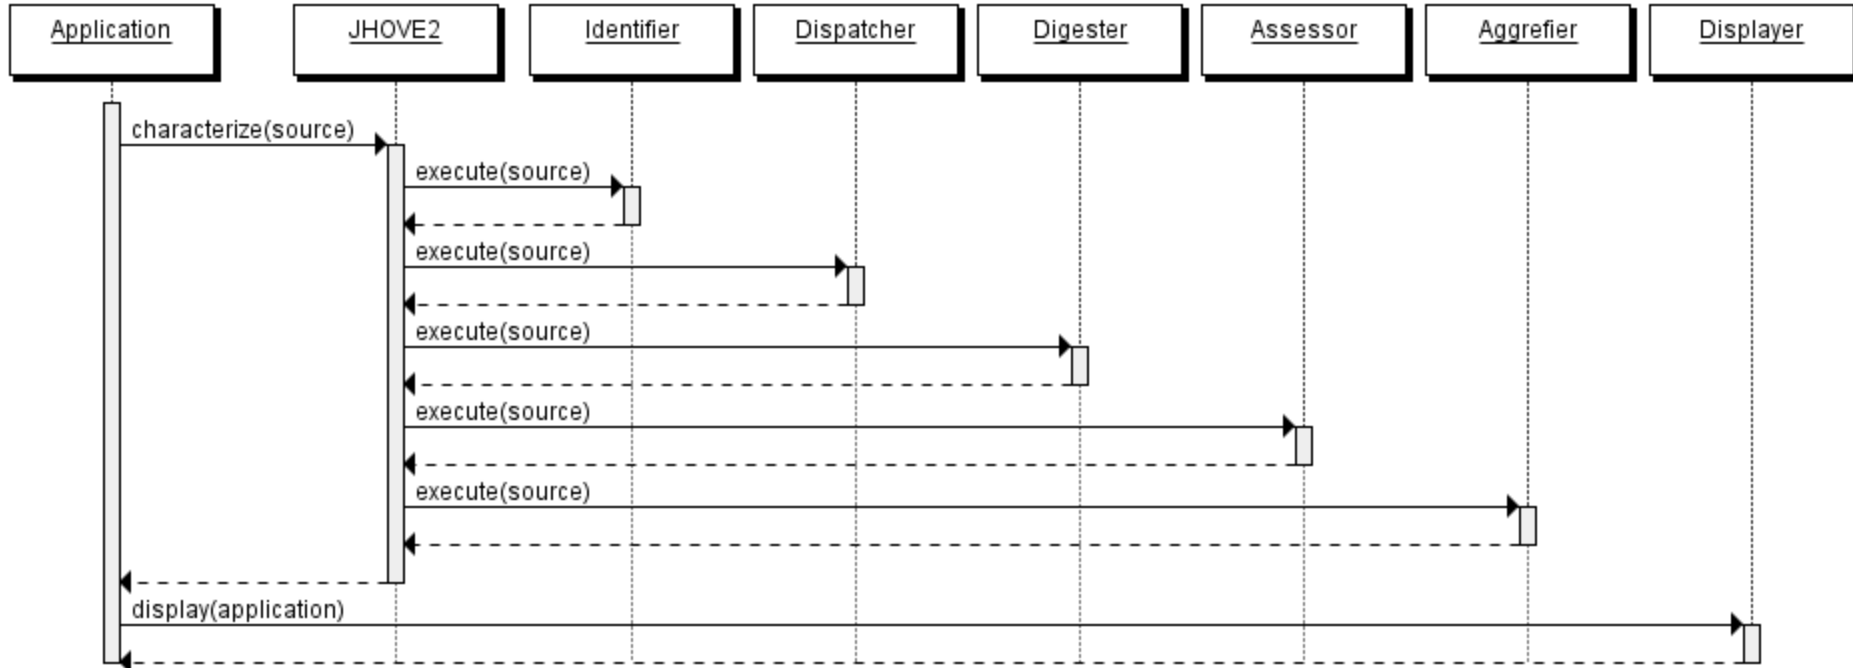 Application
JHOVE2
Identifier
Dispatcher
Digester
Assessor
Aggrefier
Displayer
characterize(source)
execute(source)
execute(source)
execute(source)
execute(source)
execute(source)
display(application)